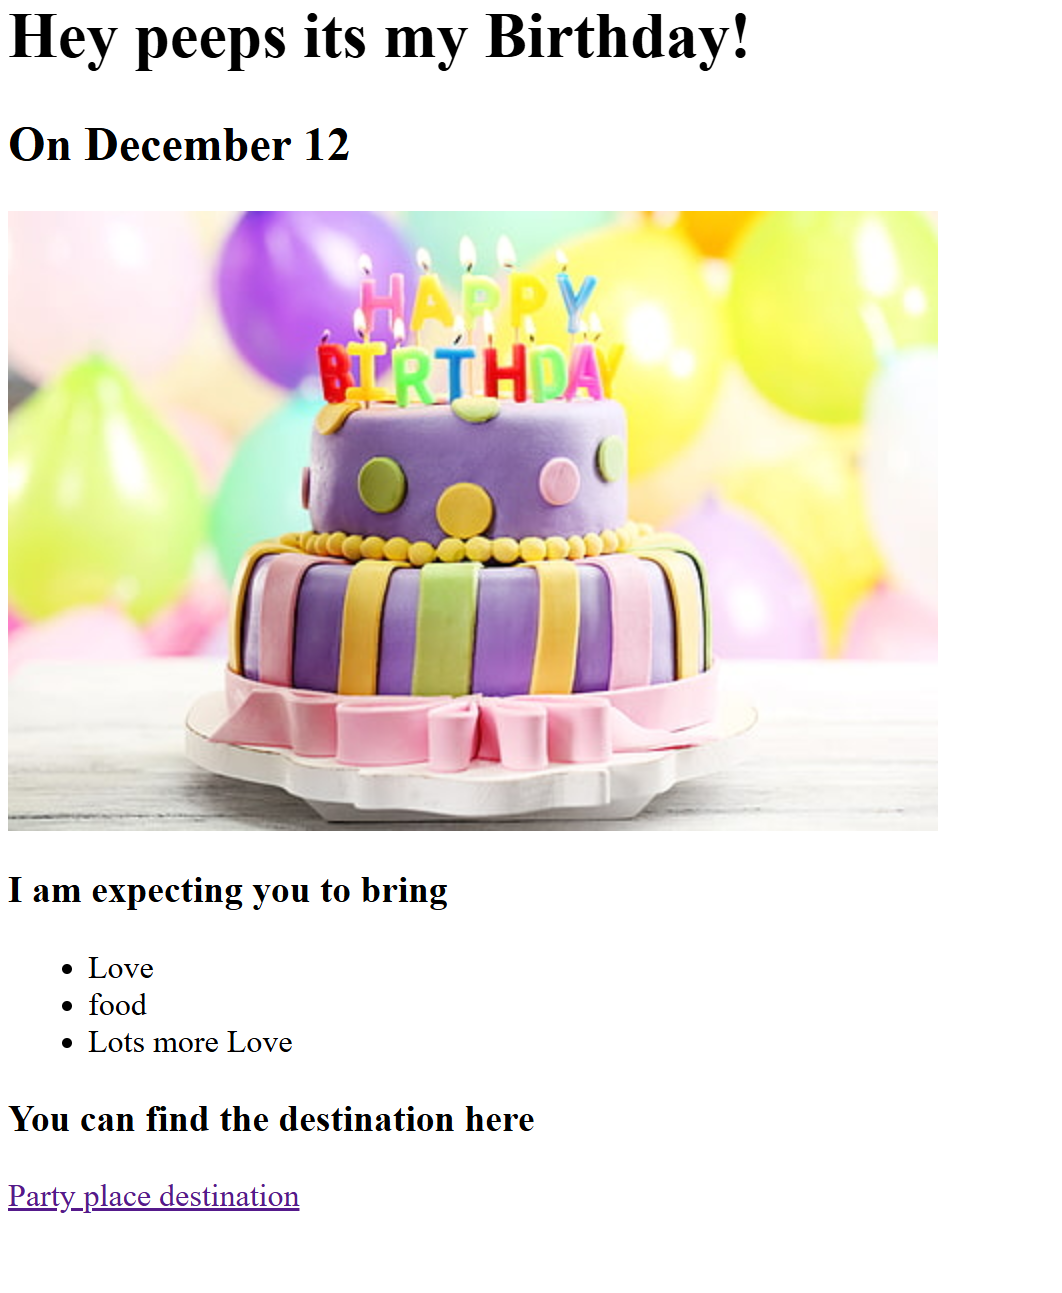 Hey peeps its my Birthday!
On December 12
HAPPY
BIRTHDAY
I am expecting you to bring
Love
food
Lots more Love
You can find the destination here
Party place destination